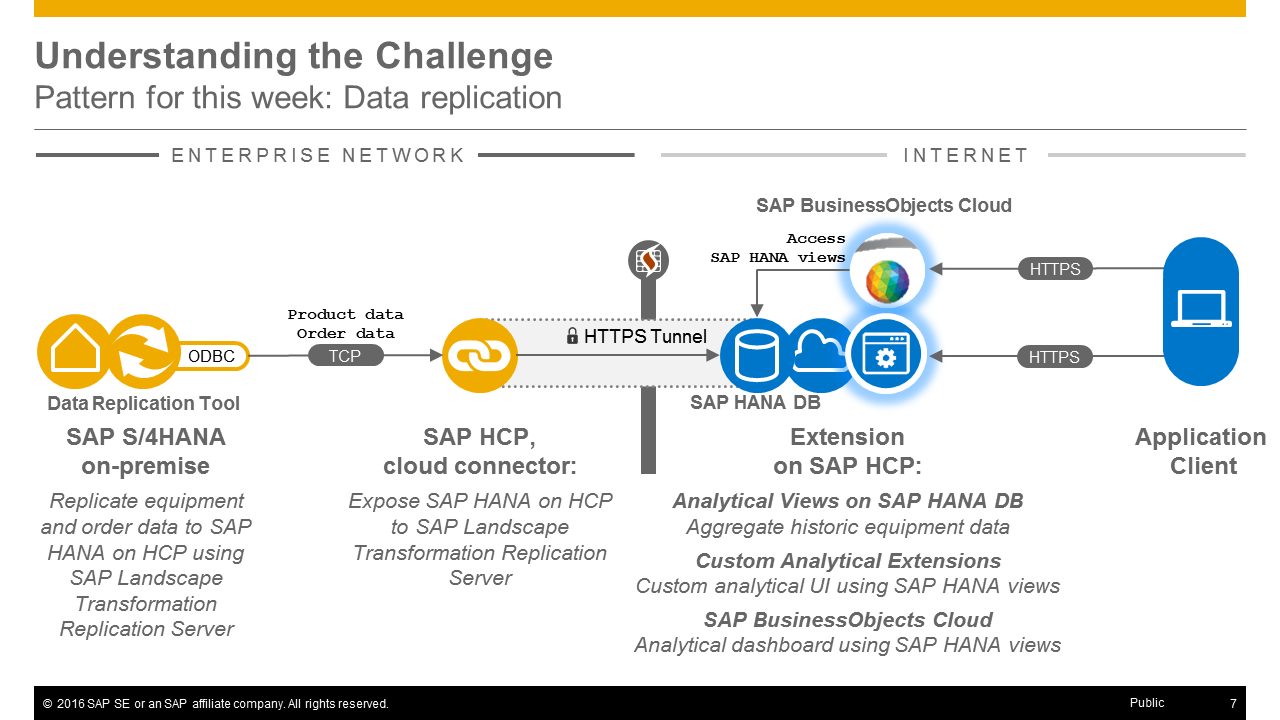 Understanding the Challenge
Pattern for this week: Data replication
ENTERPRISE NETWORK
INTERNET
SAP BusinessObjects Cloud
Access
SAP HANA views
HTTPS
Product data
Order data
ODBC
TCP
HTTPS Tunnel
HTTPS
Data Replication Tool
SAP HANA DB
SAP S/4HANA
on-premise
Replicate equipment
and order data to SAP
HANA on HCP using
SAP Landscape
Transformation
Replication Server
SAP HCP,
cloud connector:
Expose SAP HANA on HCP
to SAP Landscape
Transformation Replication
Server
Extension
on SAP HCP:
Analytical Views on SAP HANA DB
Aggregate historic equipment data
Custom Analytical Extensions
Custom analytical UI using SAP HANA views
SAP BusinessObjects Cloud
Analytical dashboard using SAP HANA views
Application
Client
© 2016 SAP SE or an SAP affiliate company. All rights reserved.
Public
7